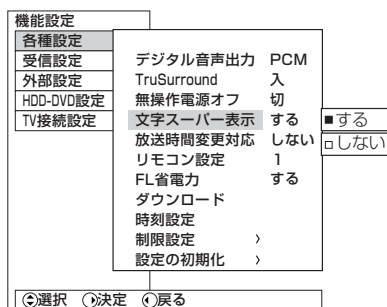 機能設定
各種設定
受信設定
外部設定
HDD-DVD設定
TV接続設定
デジタル音声出力 PCM
TruSurround 入
無操作電源オフ 切
文字スーパー表示 する
放送時間変更対応 しない
リモコン設定 1
FL省電力 する
ダウンロード
時刻設定
制限設定 〉
設定の初期化 〉
■する
□しない
選択 決定 戻る